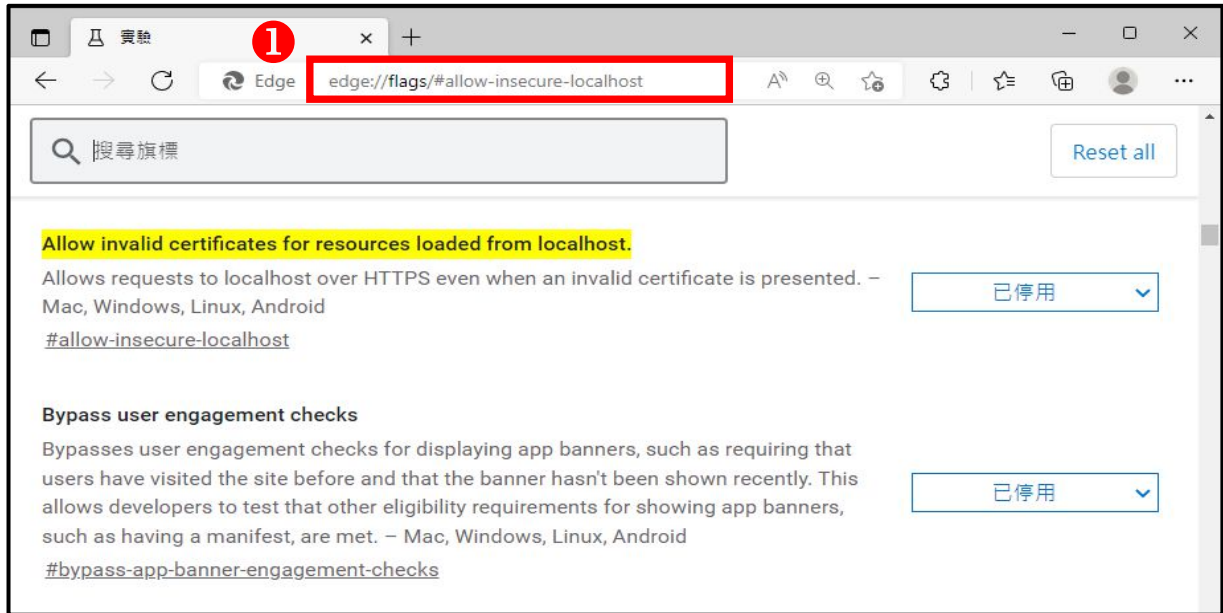 實驗
1
Edge edge://flags/#allow-insecure-localhost
搜尋旗標
Reset all
Allow invalid certificates for resources loaded from localhost.
Allows requests to localhost over HTTPS even when an invalid certificate is presented. –
Mac, Windows, Linux, Android
#allow-insecure-localhost
已停用
Bypass user engagement checks
Bypasses user engagement checks for displaying app banners, such as requiring that
users have visited the site before and that the banner hasn't been shown recently. This
allows developers to test that other eligibility requirements for showing app banners,
such as having a manifest, are met. – Mac, Windows, Linux, Android
#bypass-app-banner-engagement-checks
已停用